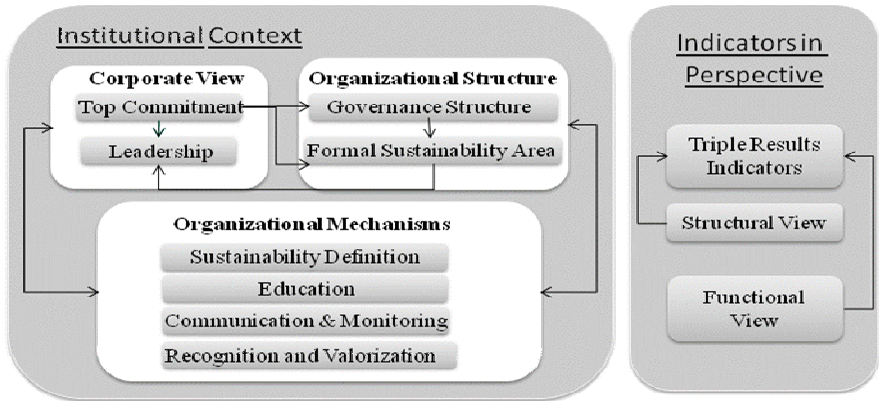 Institutional Context
Corporate View
Top Commitment
Leadership
Organizational Structure
Governance Structure
Formal Sustainability Area
Organizational Mechanisms
Sustainability Definition
Education
Communication & Monitoring
Recognition and Valorization
Indicators in
Perspective
Triple Results
Indicators
Structural View
Functional
View